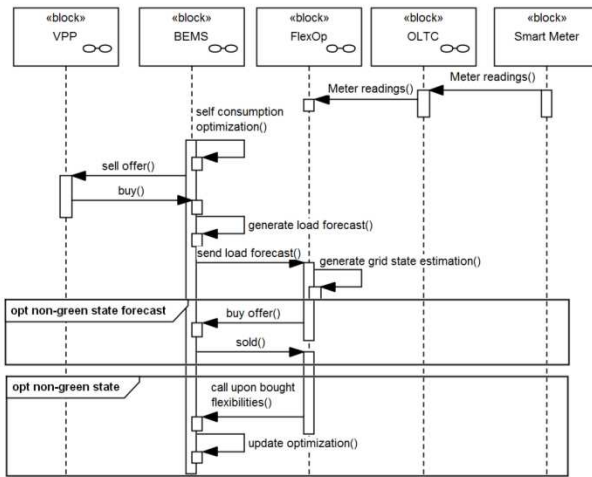 «block» «block» «block» «block» «block»
VPP BEMS FlexOp OLTC Smart Meter
Meter readings()
Meter readings()
self consumption
optimization()
sell offer()
buy()
generate load forecast()
send load forecast()
generate grid state estimation()
opt non-green state forecast
buy offer()
sold()
opt non-green state
call upon bought
flexibilities()
update optimization()